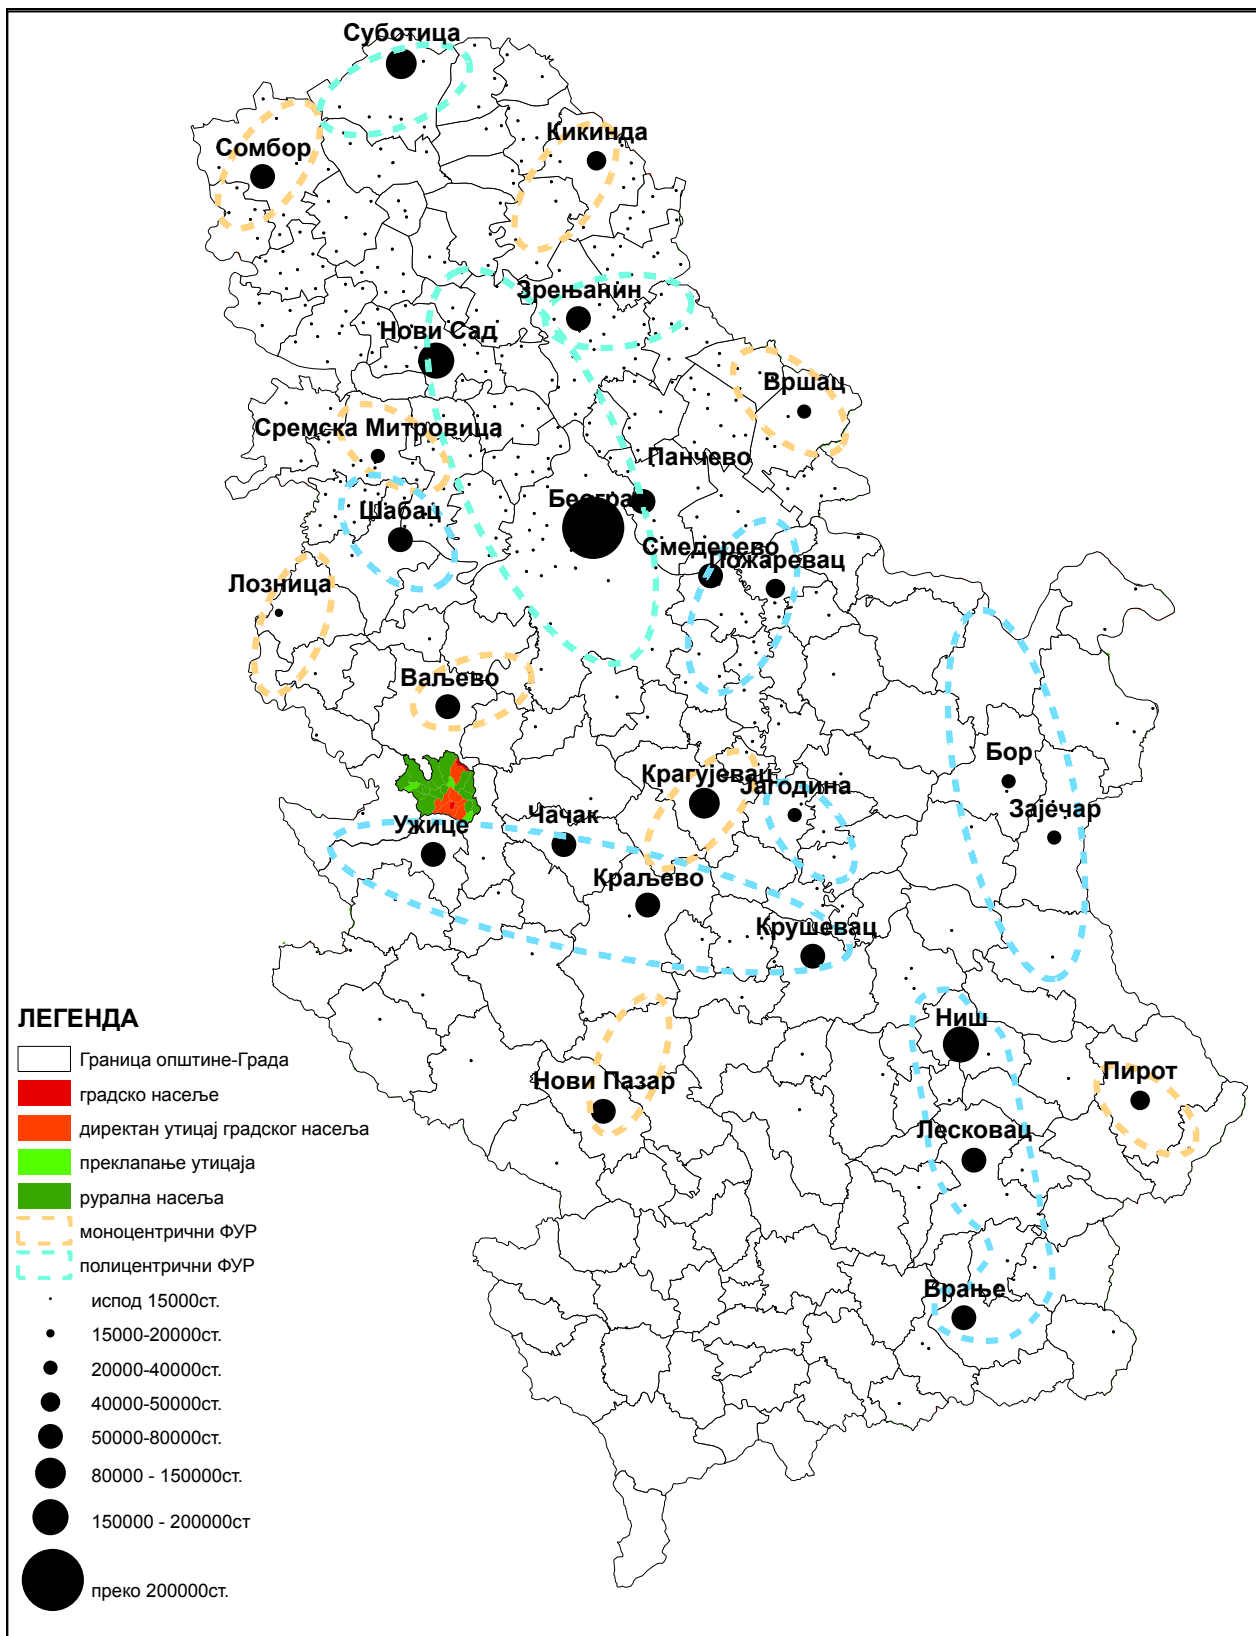 Суботица
Сомбор
Кикинда
Зрењанин
Нови Сад
Вршац
Сремска Митровица
Панчево
Београ
Шабац
Смедерево
Пожаревац
Лозница
Ваљево
Бор
Крагујевац
Јагодина
Зајечар
Чачак
Ужице
Краљево
Крушевац
Ниш
Пирот
Нови Пазар
Лесковац
Врање
ЛЕГЕНДА
Граница општине-Града
градско насеље
директан утицај градског насеља
преклапање утицаја
рурална насеља
моноцентрични ФУР
полицентрични ФУР
испод 15000ст.
15000-20000ст.
20000-40000ст.
40000-50000ст.
50000-80000ст.
80000 - 150000ст.
150000 - 200000ст
преко 200000ст.